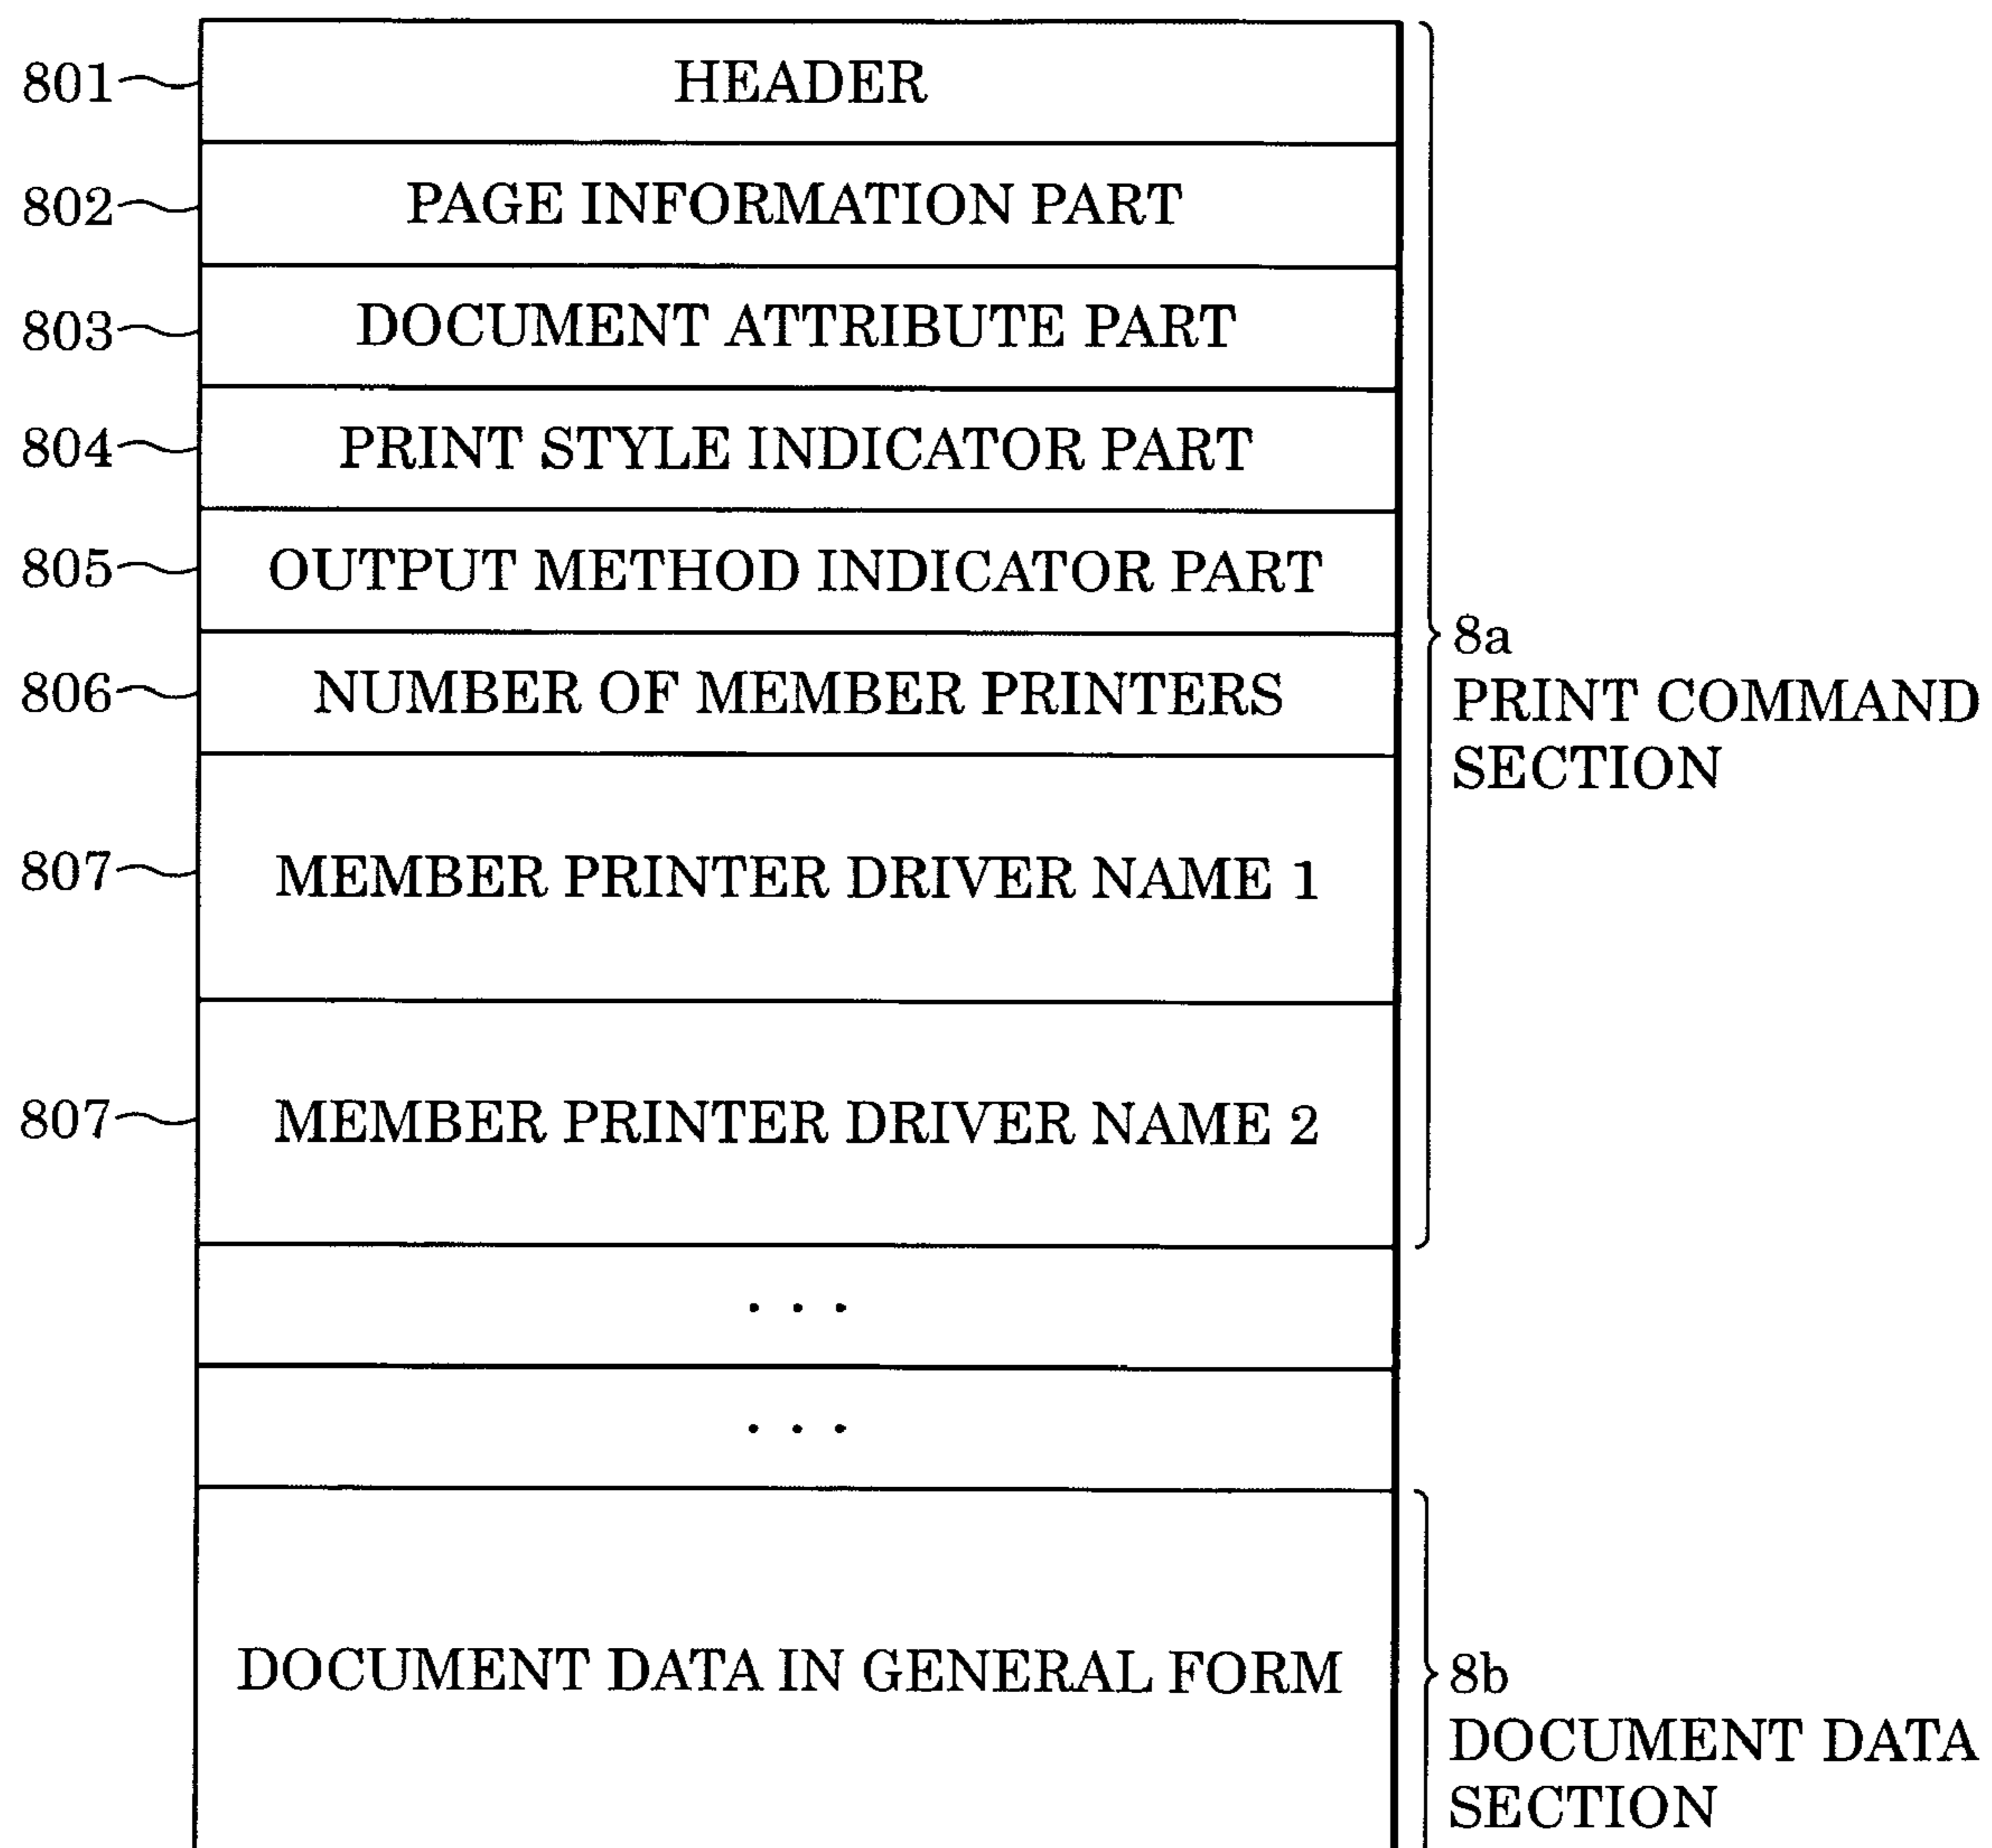 801 HEADER
802 PAGE INFORMATION PART
803 DOCUMENT ATTRIBUTE PART
804 PRINT STYLE INDICATOR PART
805 OUTPUT METHOD INDICATOR PART
8a
806 NUMBER OF MEMBER PRINTERS
PRINT COMMAND
SECTION
807 MEMBER PRINTER DRIVER NAME 1
807 MEMBER PRINTER DRIVER NAME 2
. . .
. . .
DOCUMENT DATA IN GENERAL FORM
8b
DOCUMENT DATA
SECTION